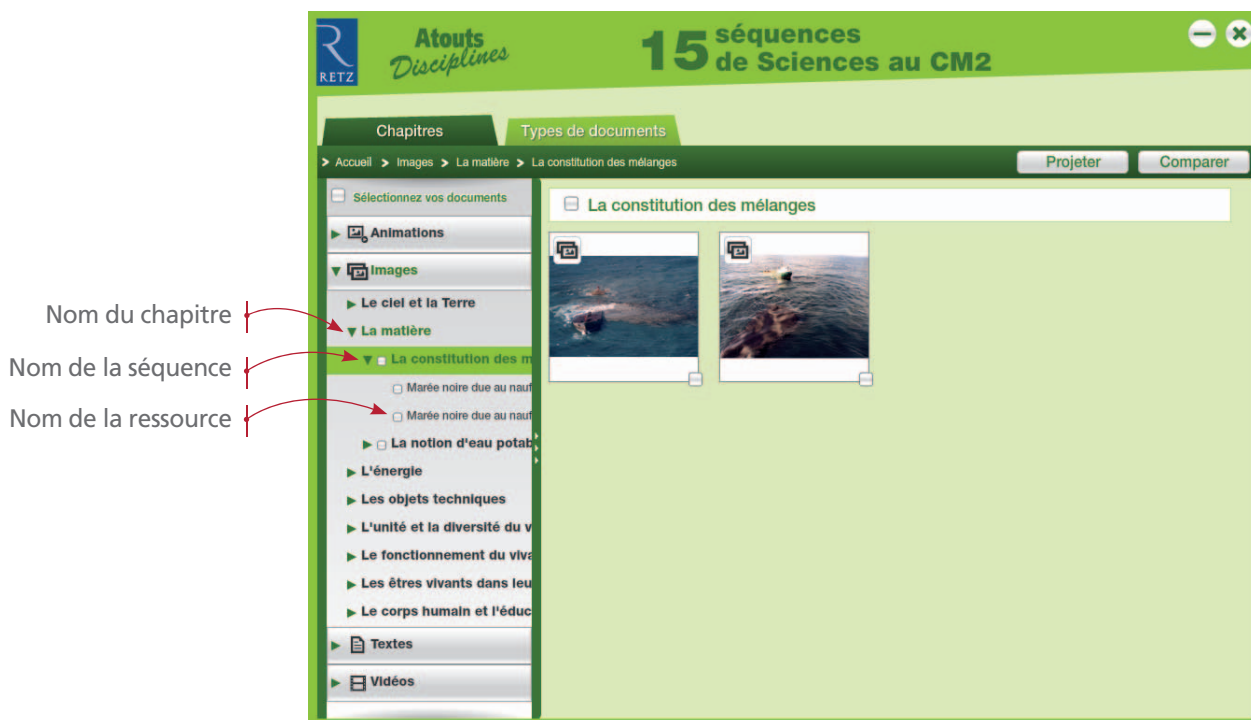 RETZ
Atouts
Disciplines
15 séquences
de Sciences au CM2
Chapitres
Types de documents
> Accueil > Images > La matière > La constitution des mélanges
Projeter
Comparer
Sélectionnez vos documents
Animations
Images
Le ciel et la Terre
La matière
La constitution des m
Marée noire due au nauf
Marée noire due au nauf
La notion d'eau potab
L'énergie
Les objets techniques
L'unité et la diversité du v
Le fonctionnement du viva
Les êtres vivants dans leu
Le corps humain et l'éduc
Textes
Vidéos
La constitution des mélanges
Nom du chapitre
Nom de la séquence
Nom de la ressource